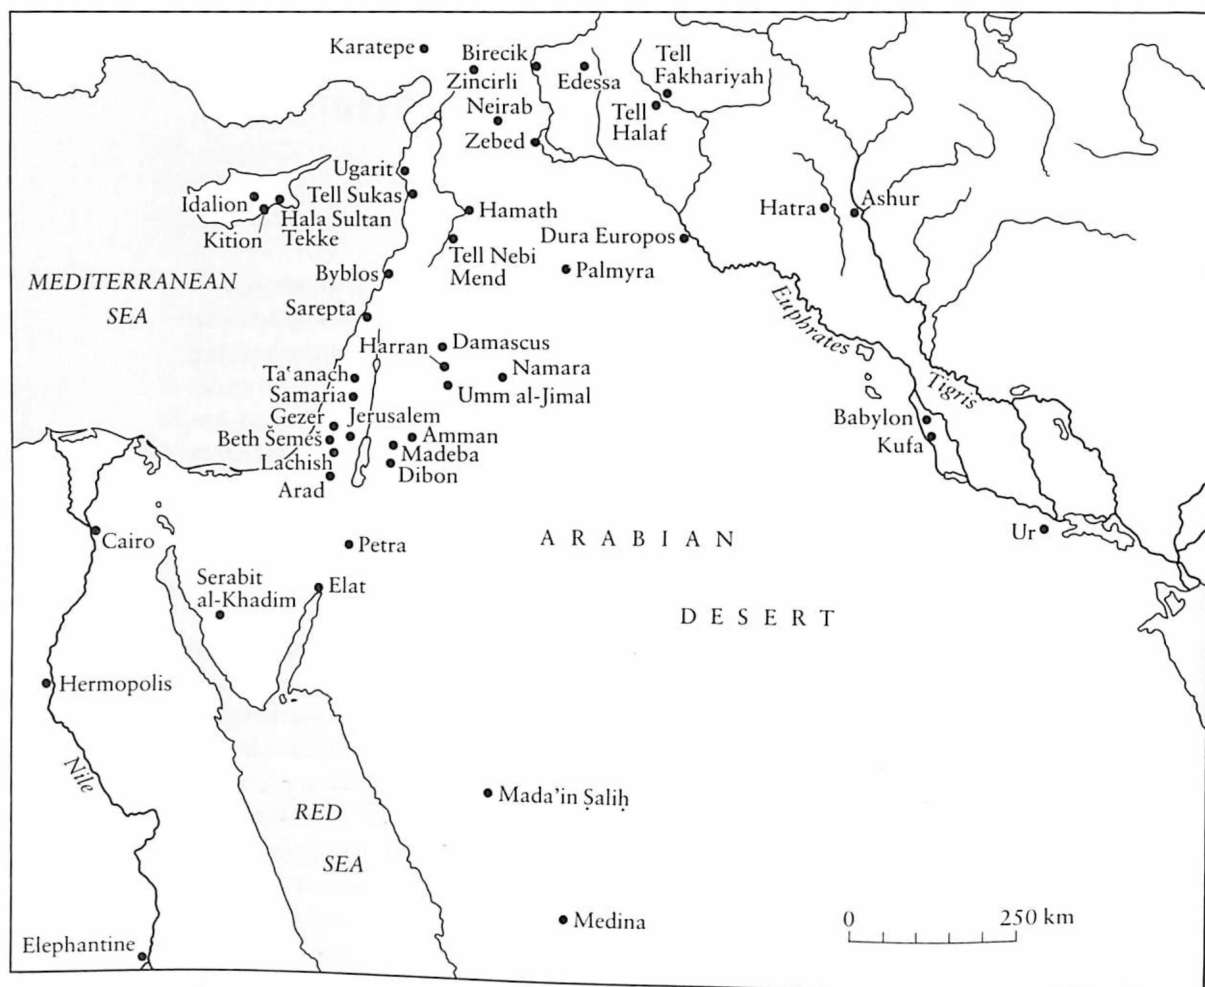 Karatepe
Birecik
Zincirli
Edessa
Tell
Fakhariyah
Neirab
Tell
Halaf
Zebed
Ugarit
Idalion
Tell Sukas
Hala Sultan
Tekke
Kition
Hamath
Hatra
Ashur
Dura Europos
Tell Nebi
Mend
Palmyra
Byblos
MEDITERRANEAN
SEA
Sarepta
Euphrates
Damascus
Harran
Namara
Taʿanach
Umm al-Jimal
Samaria
Tigris
Gezer
Jerusalem
Babylon
Beth Šemeš
Amman
Kufa
Madeba
Lachish
Dibon
Arad
Cairo
Petra
ARABIAN
Ur
Serabit
al-Khadim
Elat
DESERT
Hermopolis
Nile
Mada'in Ṣaliḥ
RED
SEA
Medina
0 250 km
Elephantine